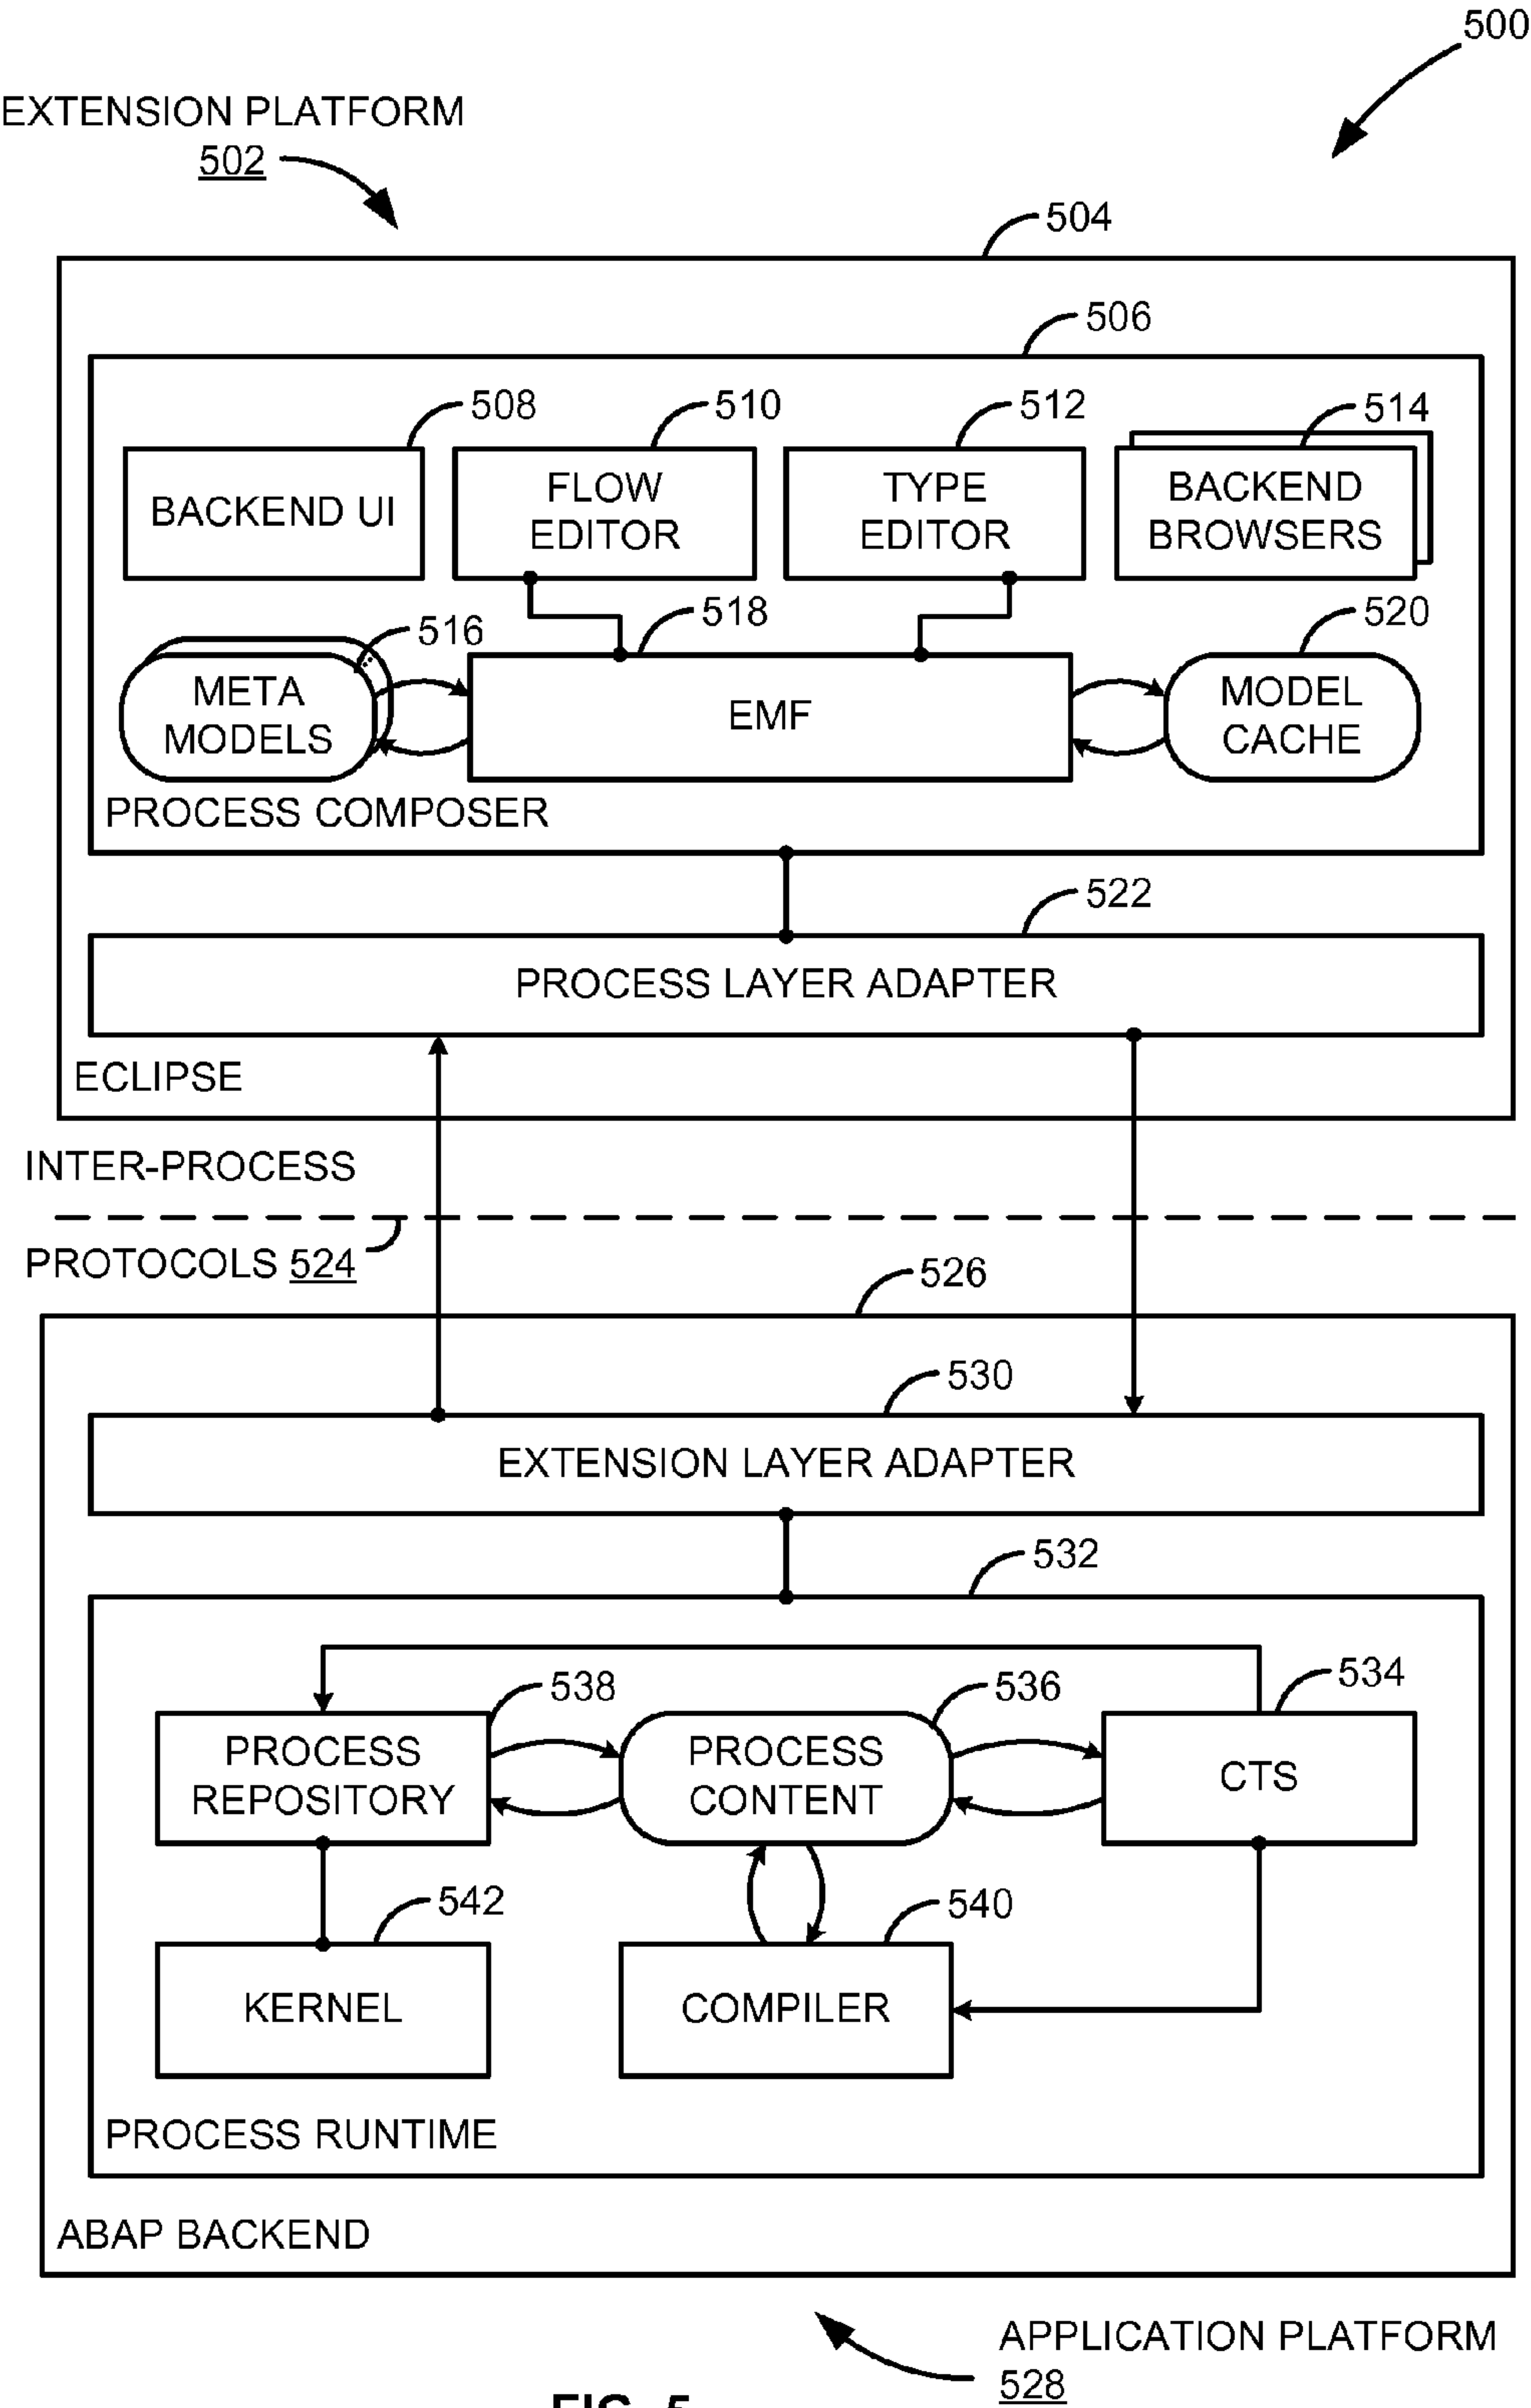 500
EXTENSION PLATFORM
502
504
506
508
510
512
514
BACKEND UI
FLOW
EDITOR
TYPE
EDITOR
BACKEND
BROWSERS
516
518
520
META
MODELS
EMF
MODEL
CACHE
PROCESS COMPOSER
522
PROCESS LAYER ADAPTER
ECLIPSE
INTER-PROCESS
PROTOCOLS 524
526
530
EXTENSION LAYER ADAPTER
532
538
536
534
PROCESS
REPOSITORY
PROCESS
CONTENT
CTS
542
540
KERNEL
COMPILER
PROCESS RUNTIME
ABAP BACKEND
APPLICATION PLATFORM
528
FIG. 5